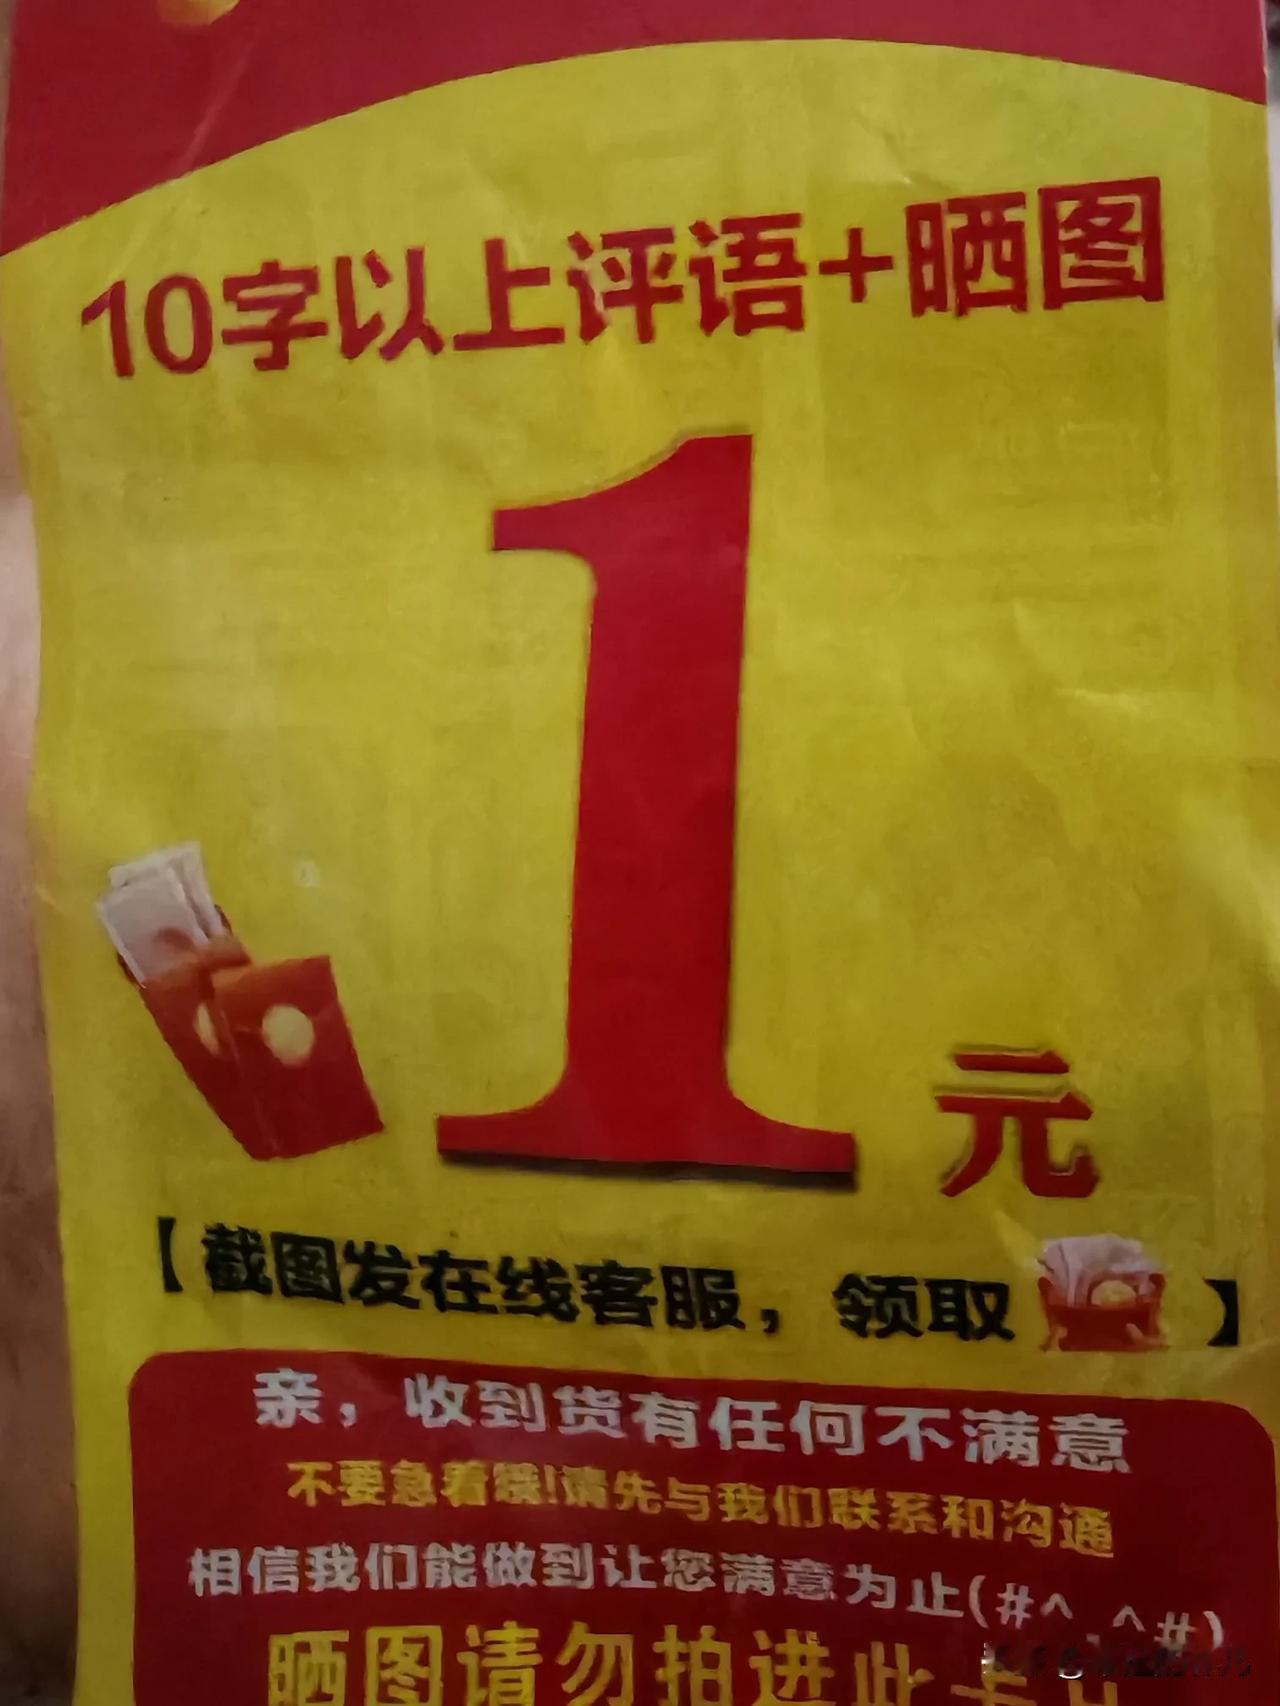 10字以上评语+晒图
1元
【截图发在线客服，领取】
亲，收到货有任何不满意
不要急着哦!请先与我们联系和沟通
相信我们能做到让您满意为止(#^_^#)
晒图请勿拍进此卡片